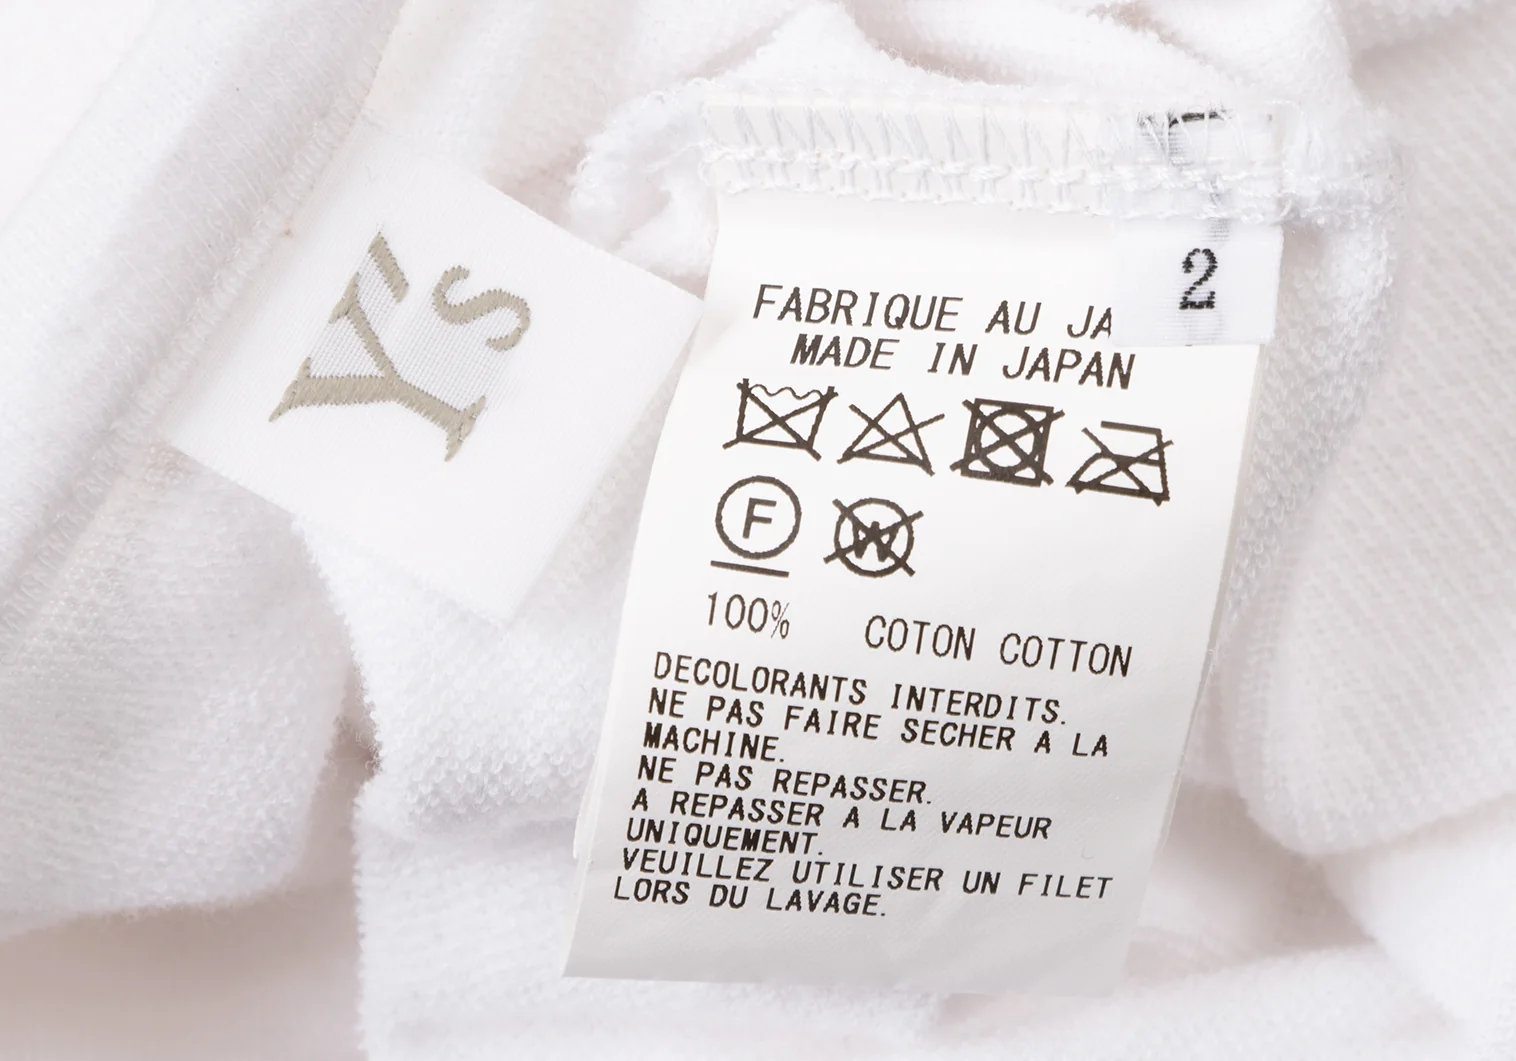 Ys
2
FABRIQUE AU JA
MADE IN JAPAN
F
W
100% COTON COTTON
DECOLORANTS INTERDITS.
NE PAS FAIRE SECHER A LA
MACHINE.
NE PAS REPASSER.
A REPASSER A LA VAPEUR
UNIQUEMENT.
VEUILLEZ UTILISER UN FILET
LORS DU LAVAGE.